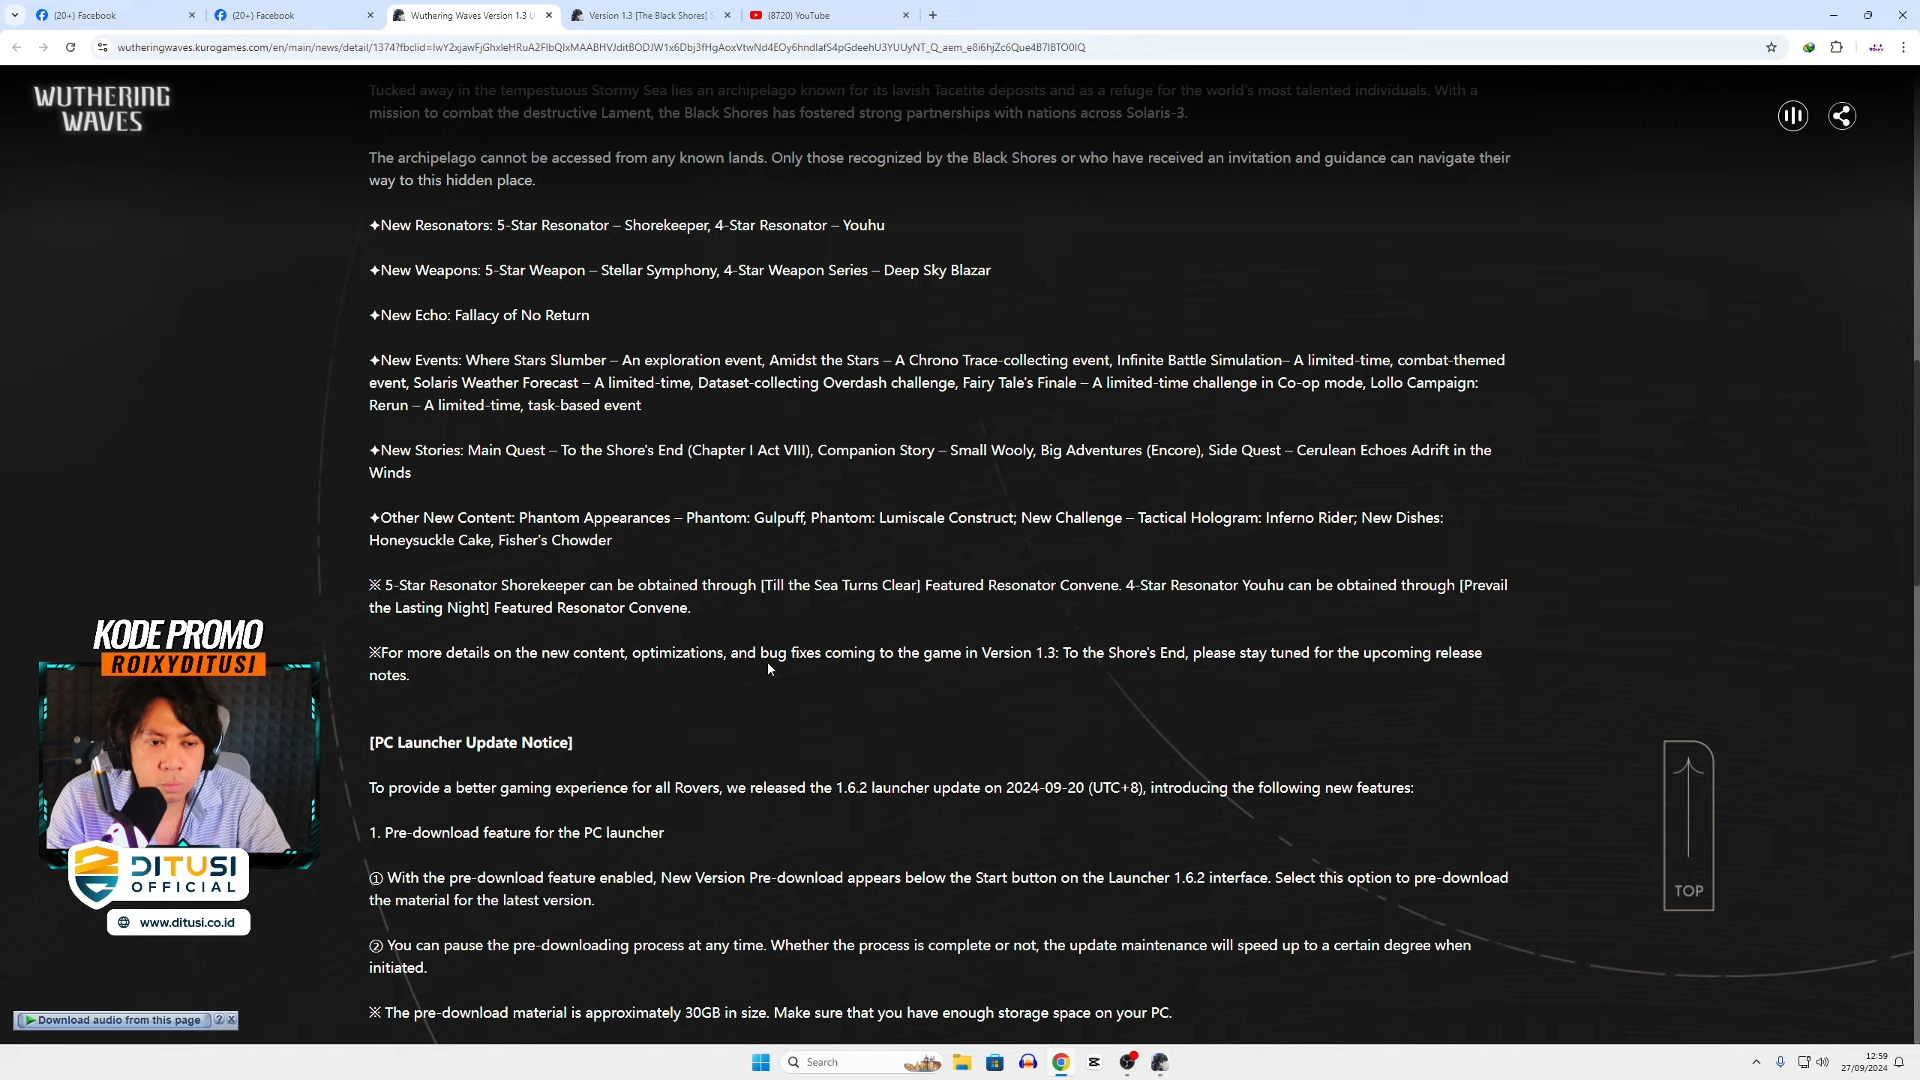 (20+) Facebook
(20+) Facebook
Wuthering Waves Version 1.3 U
Version 1.3 [The Black Shores] S
(8720) YouTube
WUTHERING
WAVES
Tucked away in the tempestuous Stormy Sea lies an archipelago known for its lavish Tacetite deposits and as a refuge for the world's most talented individuals. With a
mission to combat the destructive Lament, the Black Shores has fostered strong partnerships with nations across Solaris-3.
The archipelago cannot be accessed from any known lands. Only those recognized by the Black Shores or who have received an invitation and guidance can navigate their
way to this hidden place.
✦New Resonators: 5-Star Resonator – Shorekeeper, 4-Star Resonator – Youhu
✦New Weapons: 5-Star Weapon – Stellar Symphony, 4-Star Weapon Series – Deep Sky Blazar
✦New Echo: Fallacy of No Return
✦New Events: Where Stars Slumber – An exploration event, Amidst the Stars – A Chrono Trace-collecting event, Infinite Battle Simulation– A limited-time, combat-themed
event, Solaris Weather Forecast – A limited-time, Dataset-collecting Overdash challenge, Fairy Tale's Finale – A limited-time challenge in Co-op mode, Lollo Campaign:
Rerun – A limited-time, task-based event
✦New Stories: Main Quest – To the Shore's End (Chapter I Act VIII), Companion Story – Small Wooly, Big Adventures (Encore), Side Quest – Cerulean Echoes Adrift in the
Winds
✦Other New Content: Phantom Appearances – Phantom: Gulpuff, Phantom: Lumiscale Construct; New Challenge – Tactical Hologram: Inferno Rider; New Dishes:
Honeysuckle Cake, Fisher's Chowder
※ 5-Star Resonator Shorekeeper can be obtained through [Till the Sea Turns Clear] Featured Resonator Convene. 4-Star Resonator Youhu can be obtained through [Prevail
the Lasting Night] Featured Resonator Convene.
※For more details on the new content, optimizations, and bug fixes coming to the game in Version 1.3: To the Shore's End, please stay tuned for the upcoming release
notes.
[PC Launcher Update Notice]
To provide a better gaming experience for all Rovers, we released the 1.6.2 launcher update on 2024-09-20 (UTC+8), introducing the following new features:
1. Pre-download feature for the PC launcher
① With the pre-download feature enabled, New Version Pre-download appears below the Start button on the Launcher 1.6.2 interface. Select this option to pre-download
the material for the latest version.
② You can pause the pre-downloading process at any time. Whether the process is complete or not, the update maintenance will speed up to a certain degree when
initiated.
※ The pre-download material is approximately 30GB in size. Make sure that you have enough storage space on your PC.
TOP
KODE PROMO
ROIXYDITUSI
DITUSI
OFFICIAL
www.ditusi.co.id
Download audio from this page
Search
12:59
27/09/2024